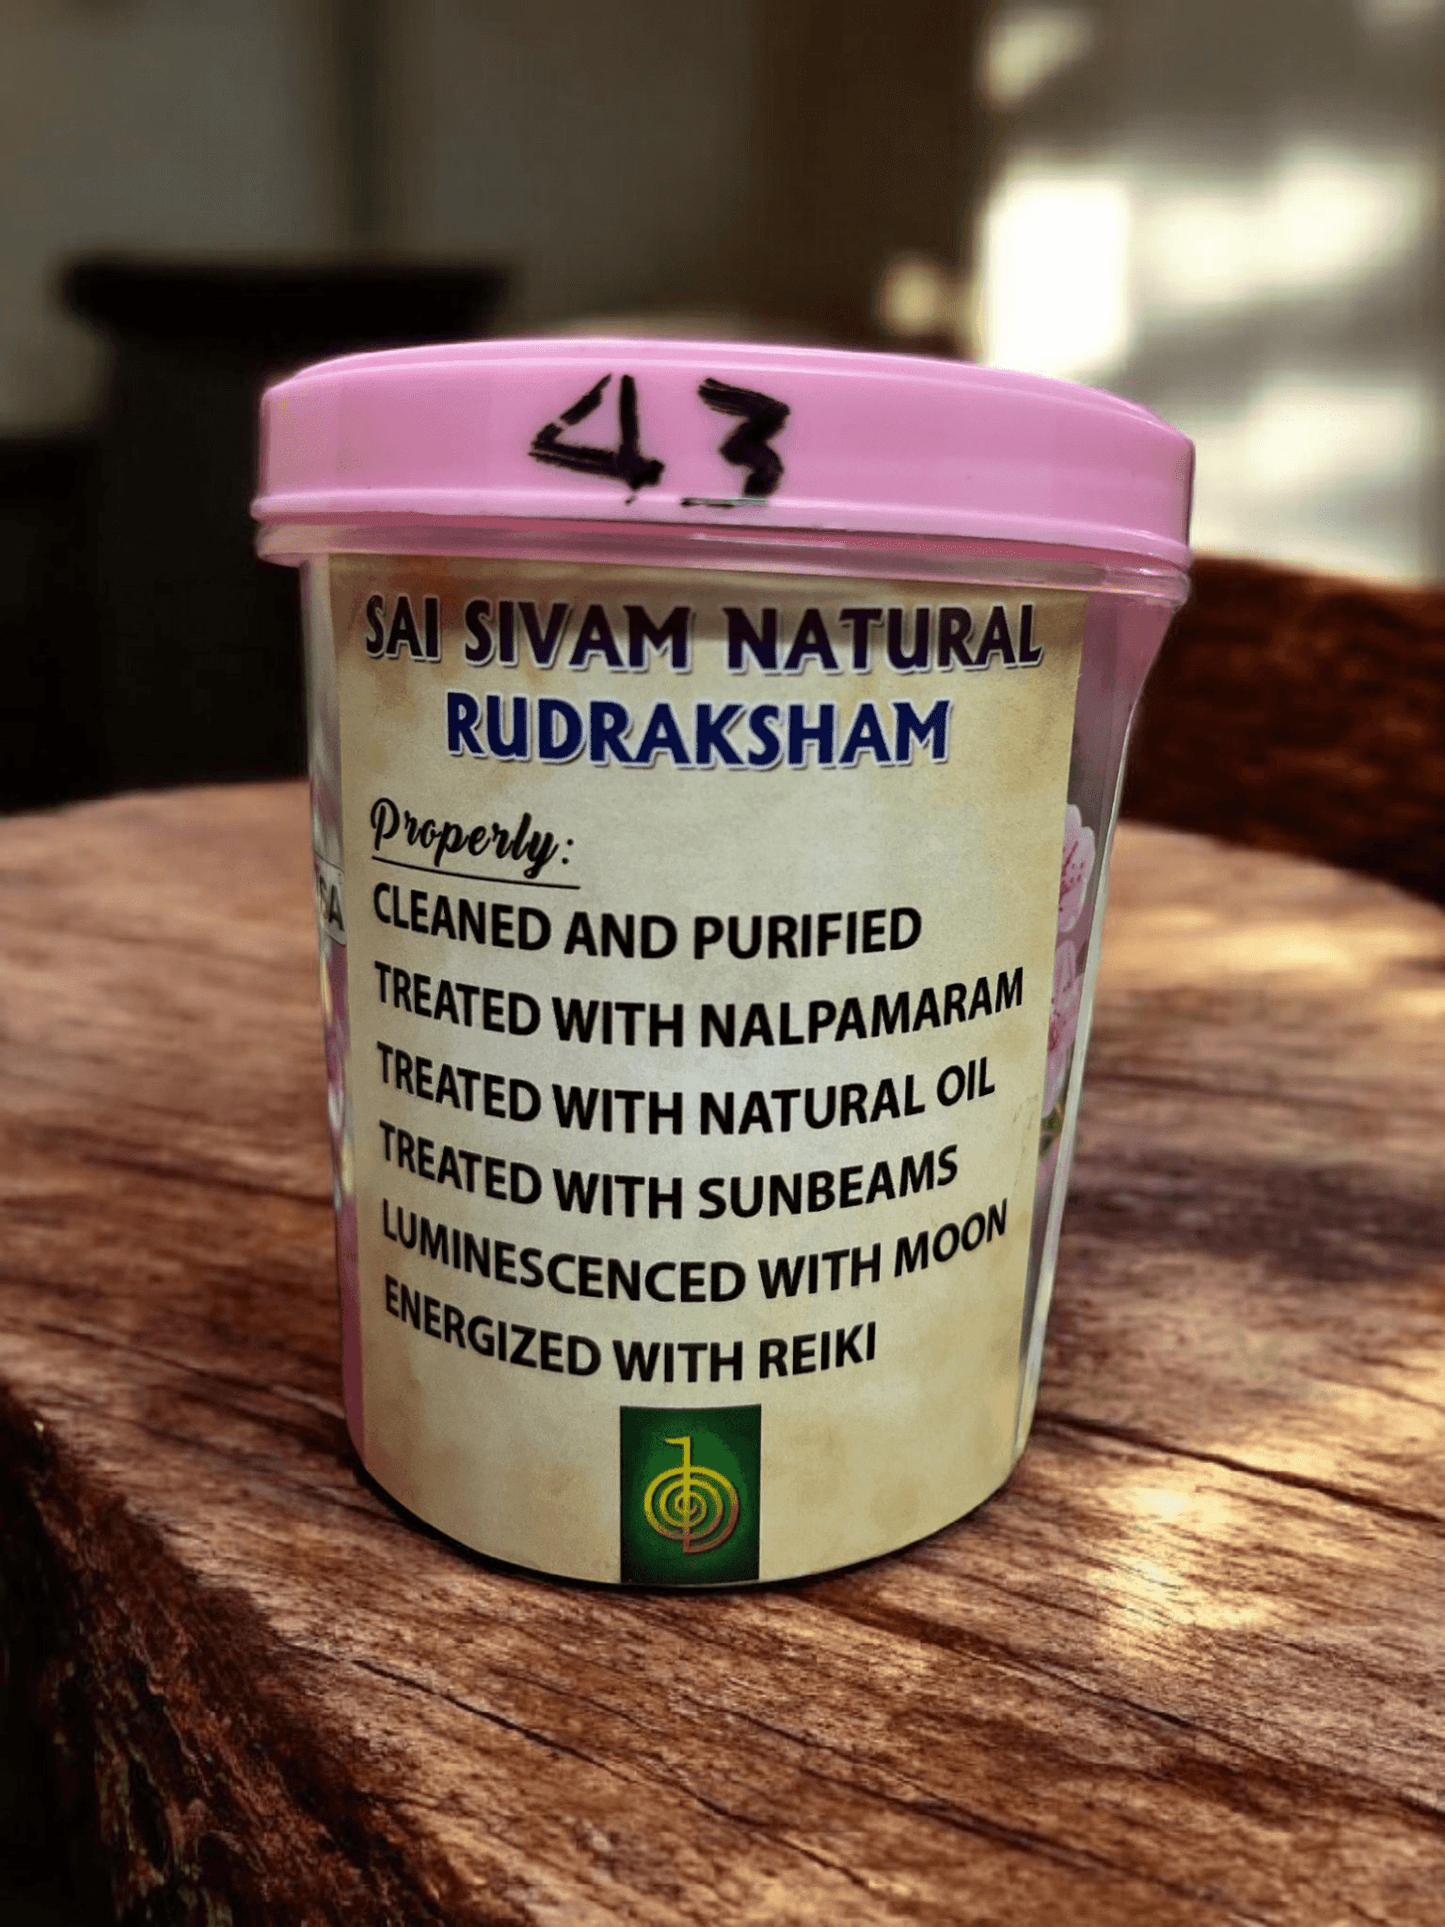 43
SAI SIVAM NATURAL
RUDRAKSHAM
Properly:
CLEANED AND PURIFIED
TREATED WITH NALPAMARAM
TREATED WITH NATURAL OIL
TREATED WITH SUNBEAMS
LUMINESCENCED WITH MOON
ENERGIZED WITH REIKI